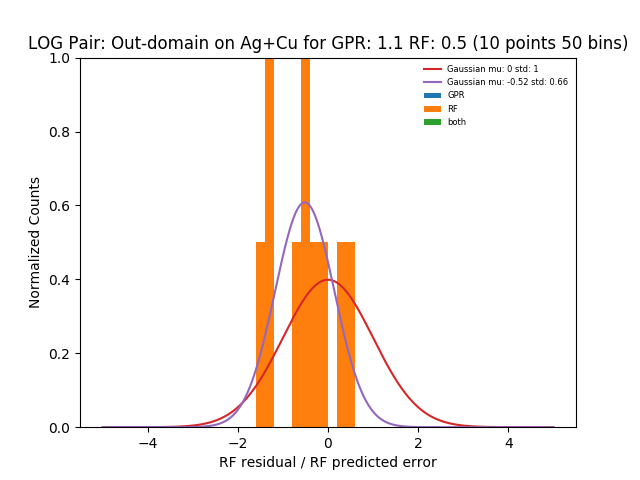 LOG Pair: Out-domain on Ag+Cu for GPR: 1.1 RF: 0.5 (10 points 50 bins)
Gaussian mu: 0 std: 1
Gaussian mu: -0.52 std: 0.66
GPR
RF
both
Normalized Counts
1.0
0.8
0.6
0.4
0.2
0.0
−4 −2 0 2 4
RF residual / RF predicted error